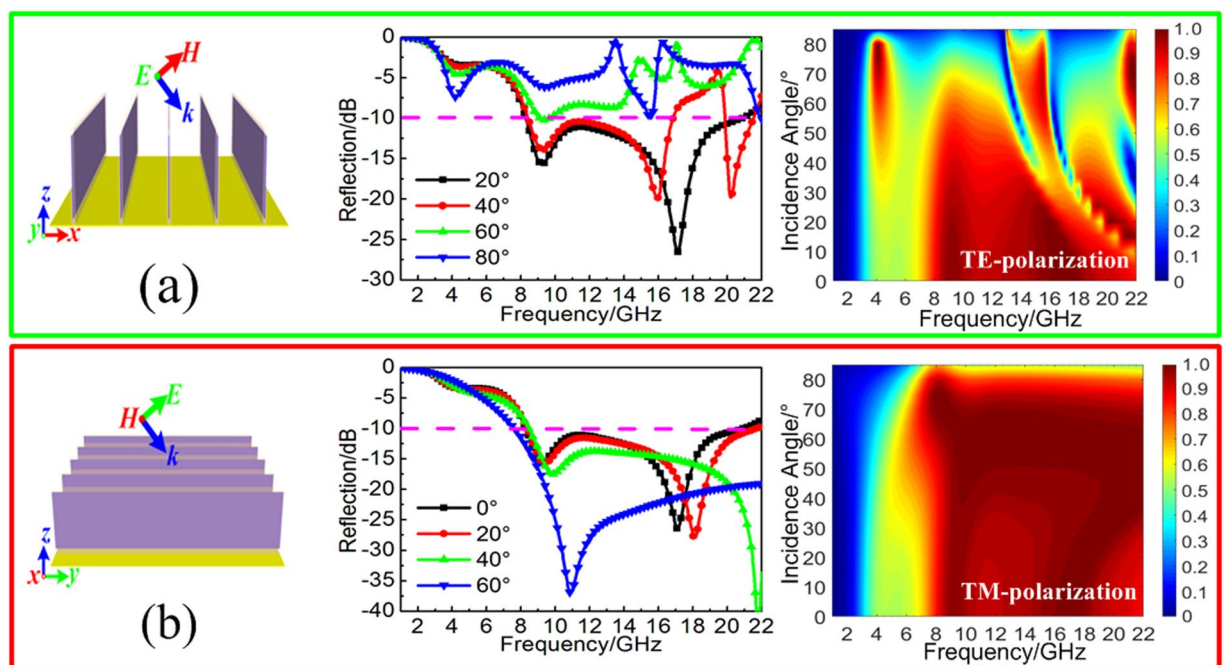 H
E
k
z
y x
(a)
Reflection/dB
0
-5
-10
-15
-20
-25
-30
20°
40°
60°
80°
2 4 6 8 10 12 14 16 18 20 22
Frequency/GHz
Incidence Angle/°
80
70
60
50
40
30
20
10
0
TE-polarization
2 4 6 8 10 12 14 16 18 20 22
Frequency/GHz
1.0
0.9
0.8
0.7
0.6
0.5
0.4
0.3
0.2
0.1
0
E
H
k
z
x y
(b)
Reflection/dB
0
-5
-10
-15
-20
-25
-30
-35
-40
0°
20°
40°
60°
2 4 6 8 10 12 14 16 18 20 22
Frequency/GHz
Incidence Angle/°
80
70
60
50
40
30
20
10
0
TM-polarization
2 4 6 8 10 12 14 16 18 20 22
Frequency/GHz
1.0
0.9
0.8
0.7
0.6
0.5
0.4
0.3
0.2
0.1
0